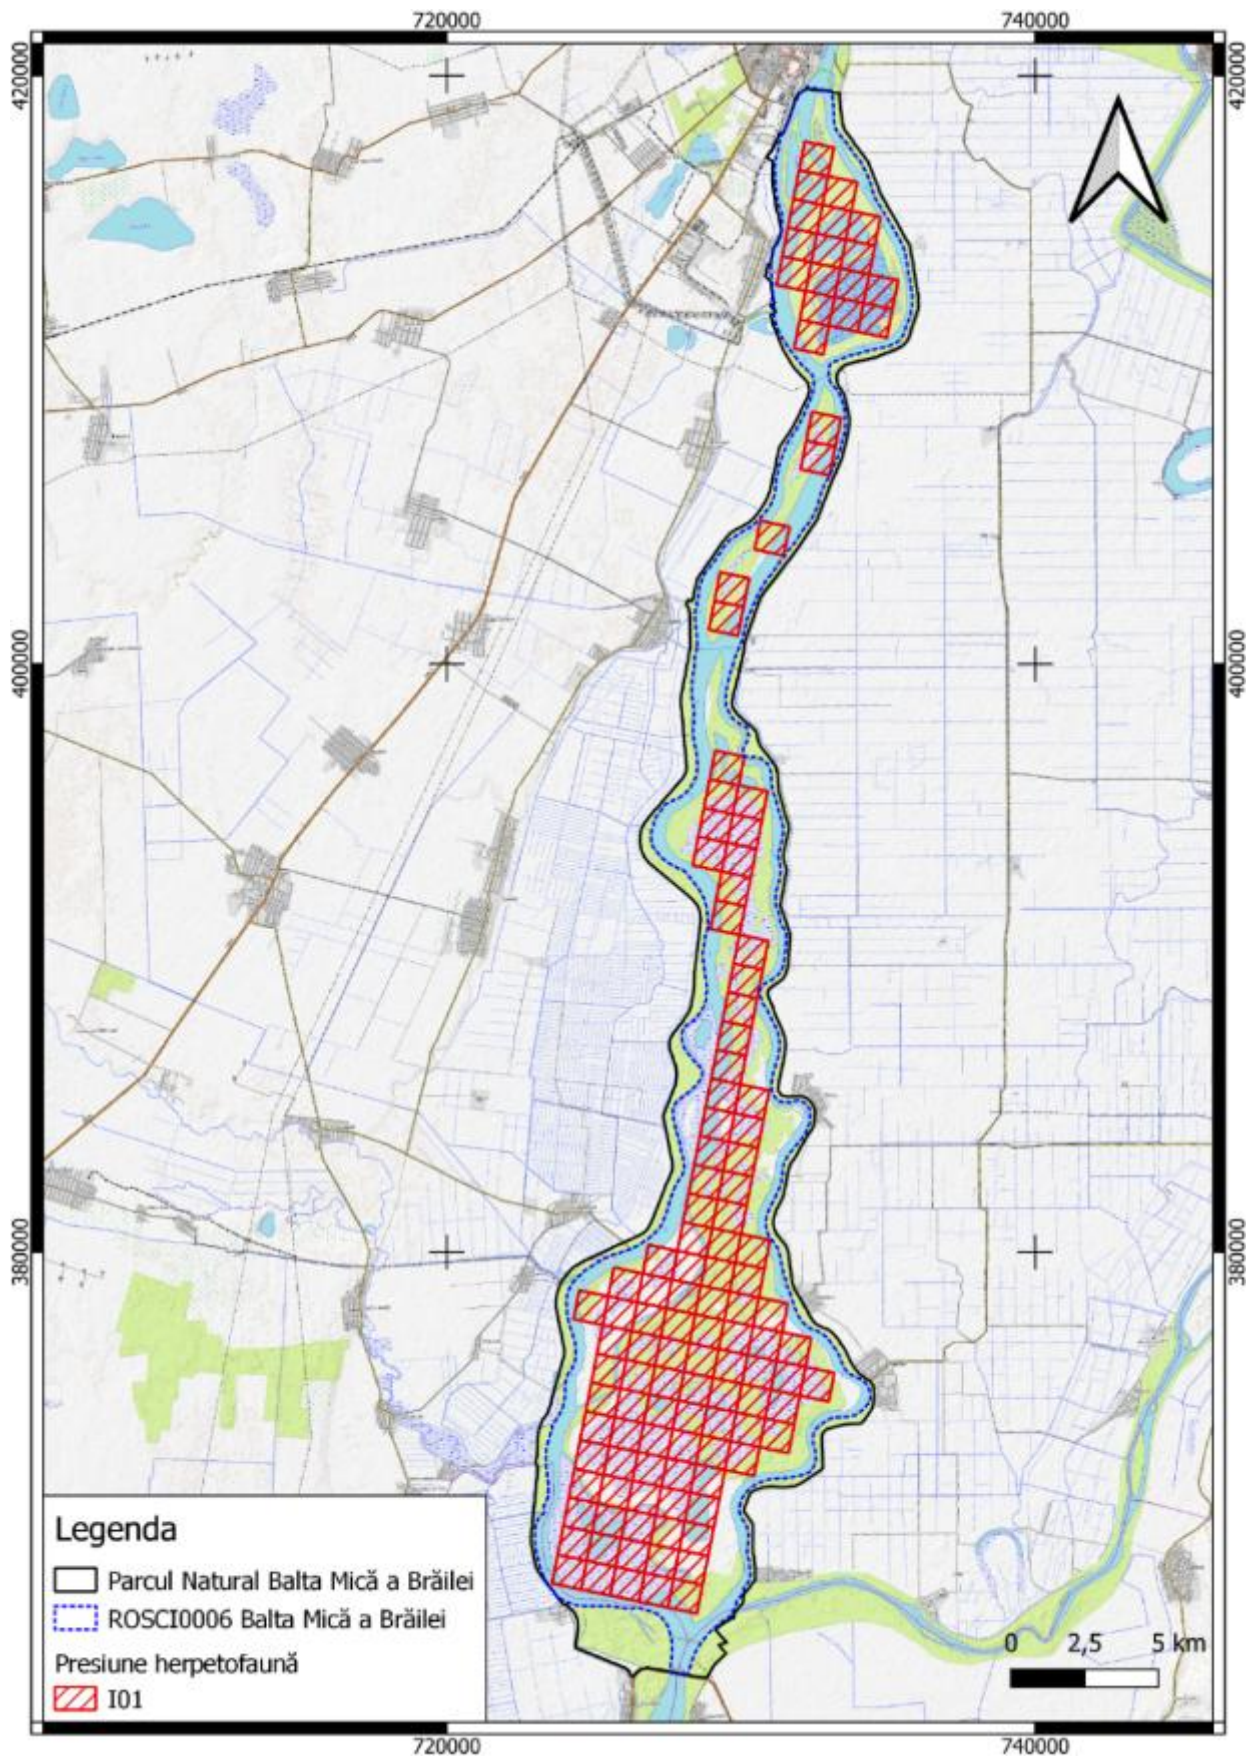 720000 740000
420000 420000
400000 400000
380000 380000
Legenda
Parcul Natural Balta Mică a Brăilei
ROSCI0006 Balta Mică a Brăilei
Presiune herpetofaună
I01
0 2,5 5 km
720000 740000